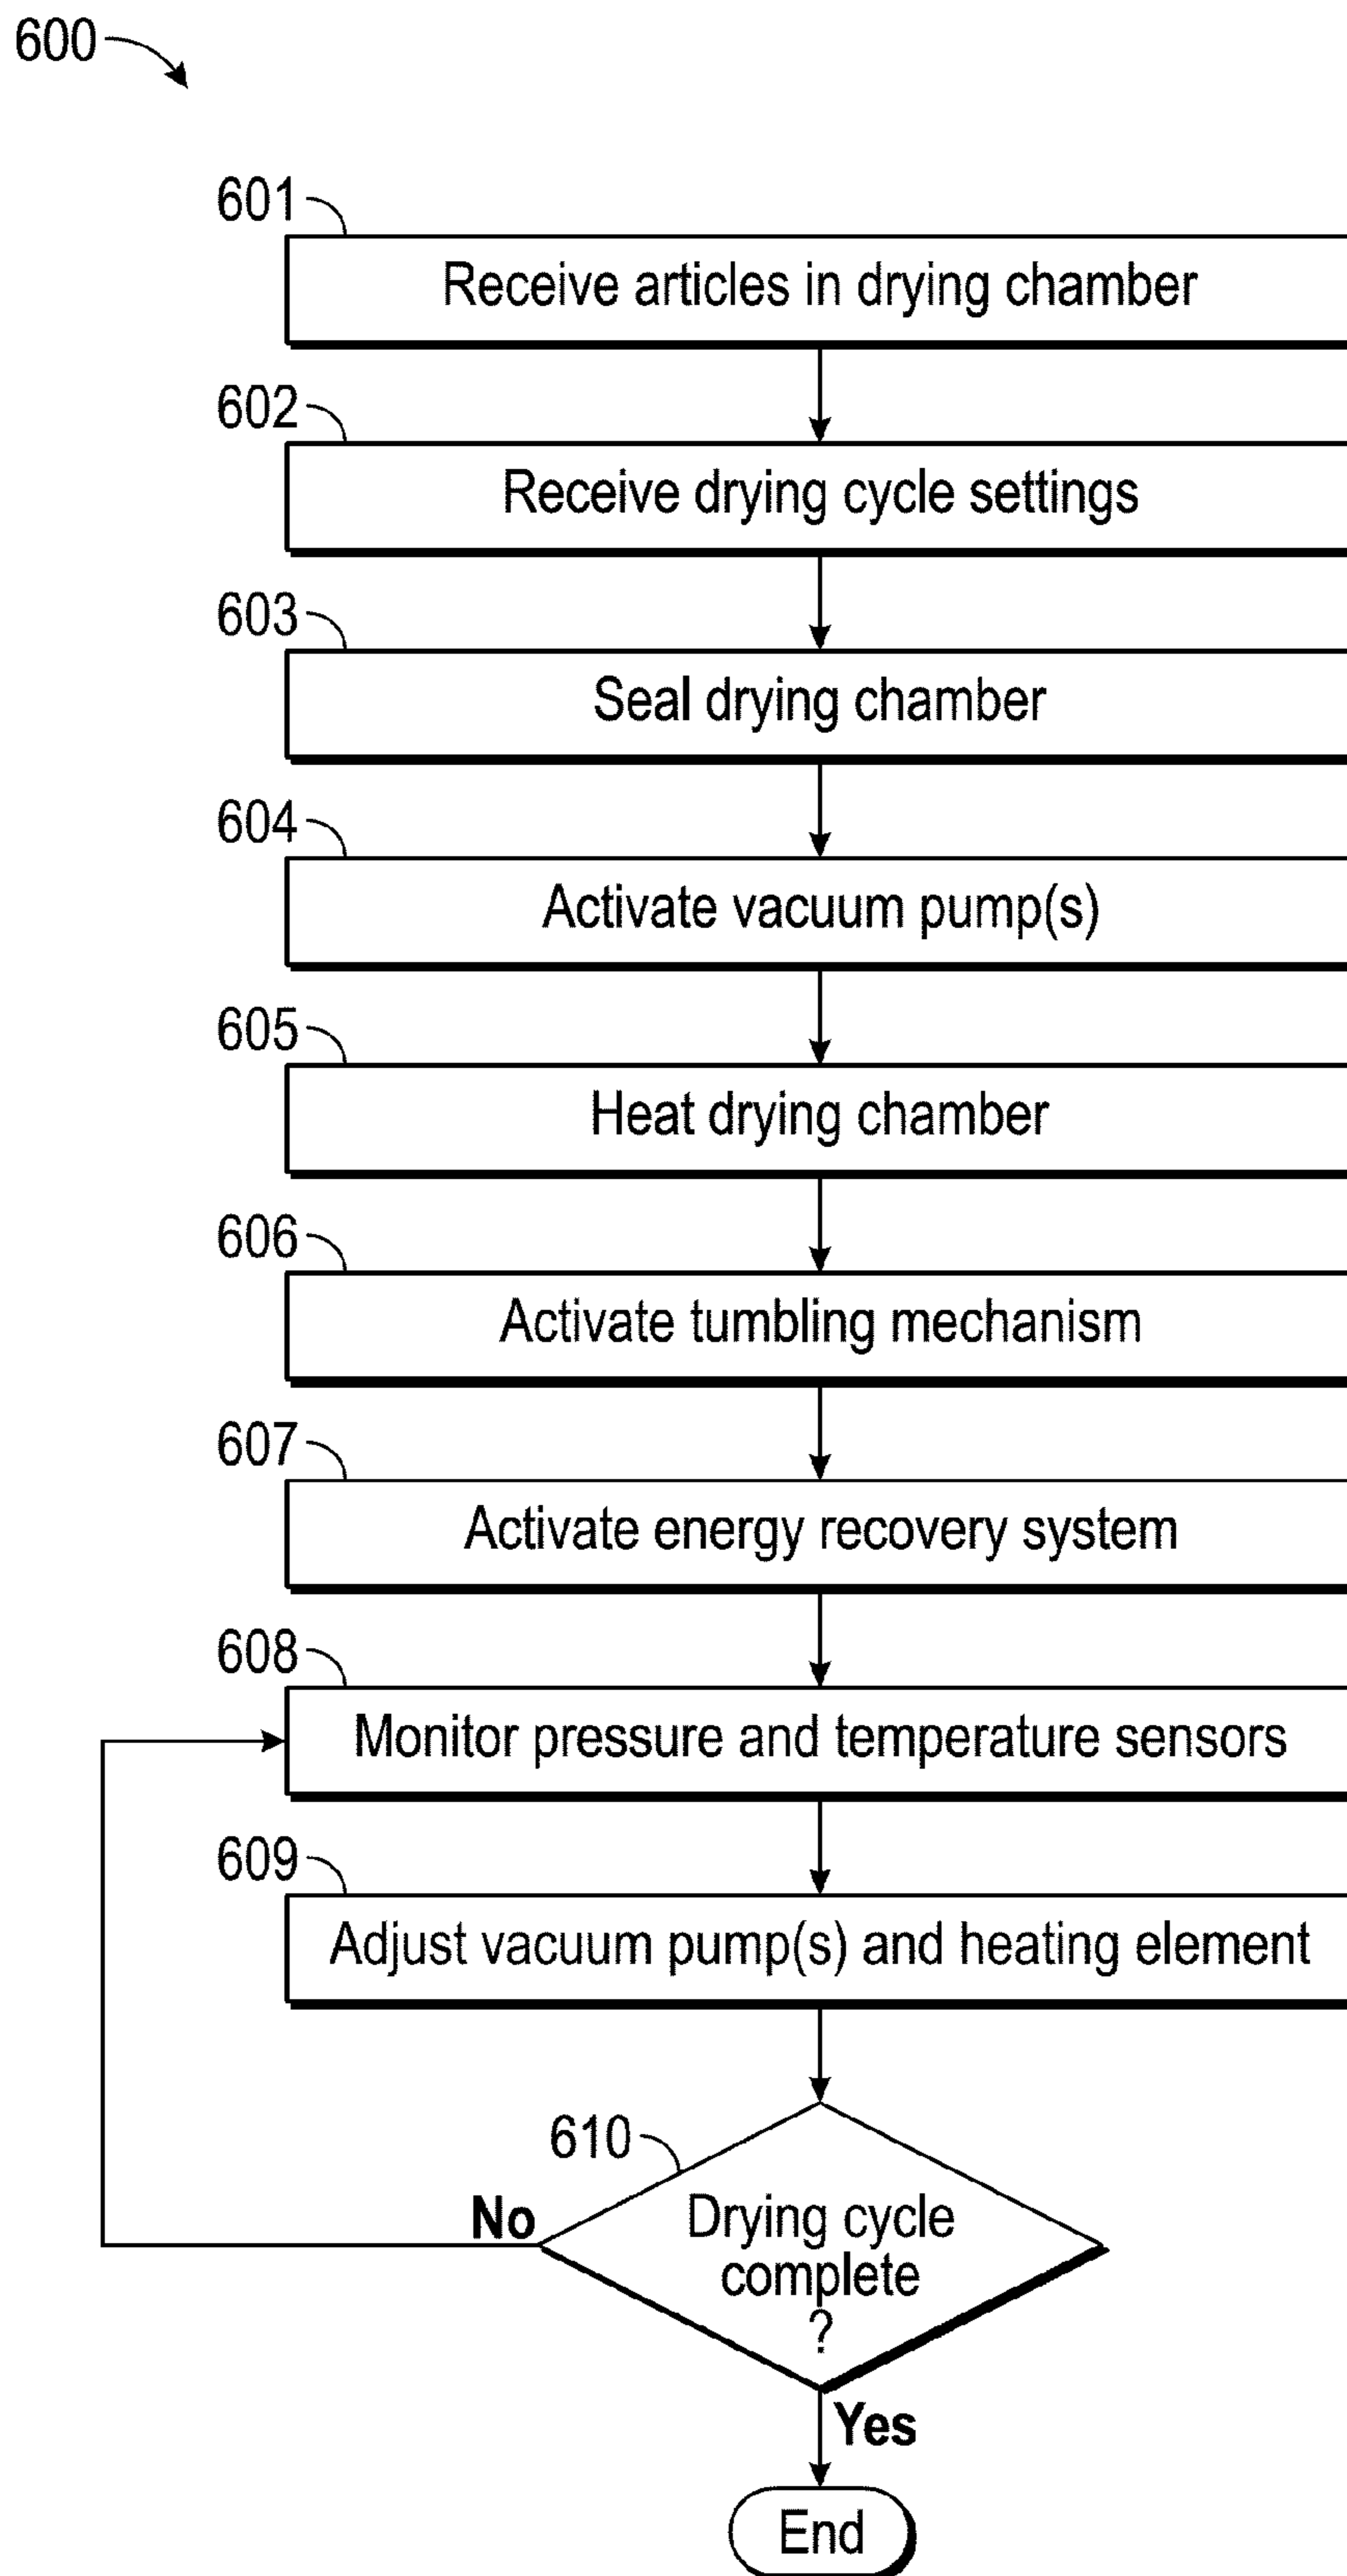 600
601
Receive articles in drying chamber
602
Receive drying cycle settings
603
Seal drying chamber
604
Activate vacuum pump(s)
605
Heat drying chamber
606
Activate tumbling mechanism
607
Activate energy recovery system
608
Monitor pressure and temperature sensors
609
Adjust vacuum pump(s) and heating element
610
No
Drying cycle
complete
?
Yes
End